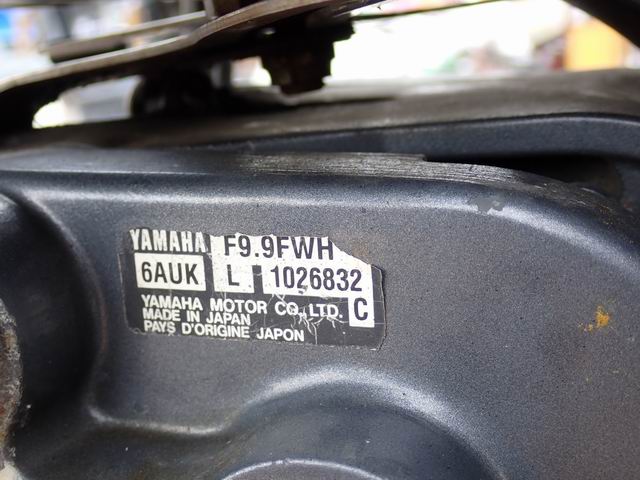 YAMAHA F9.9FWH
6AUK L 1026832
YAMAHA MOTOR CO.,LTD. C
MADE IN JAPAN
PAYS D'ORIGINE JAPON